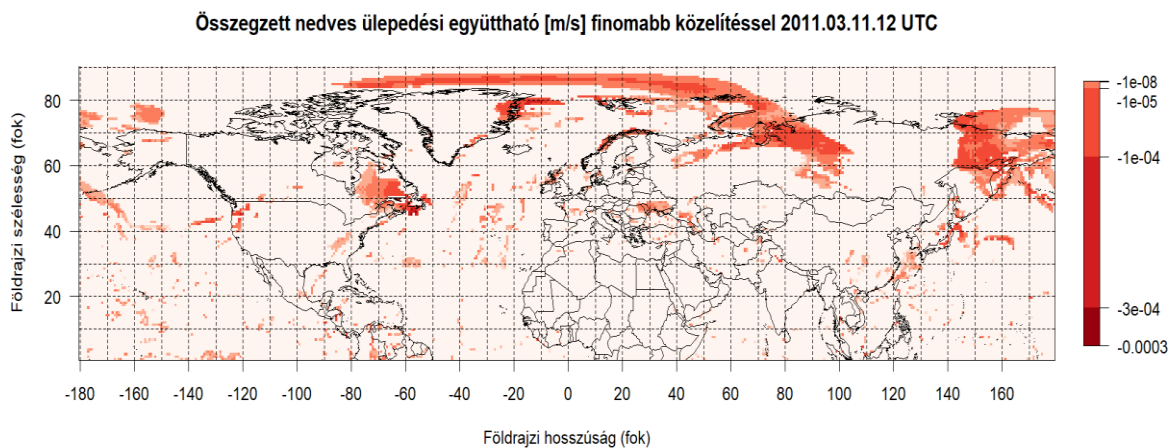 Összegzett nedves ülepedési együttható [m/s] finomabb közelítéssel 2011.03.11.12 UTC
Földrajzi szélesség (fok)
80
60
40
20
-180 -160 -140 -120 -100 -80 -60 -40 -20 0 20 40 60 80 100 120 140 160
Földrajzi hosszúság (fok)
-1e-08
-1e-05
-1e-04
-3e-04
-0.0003